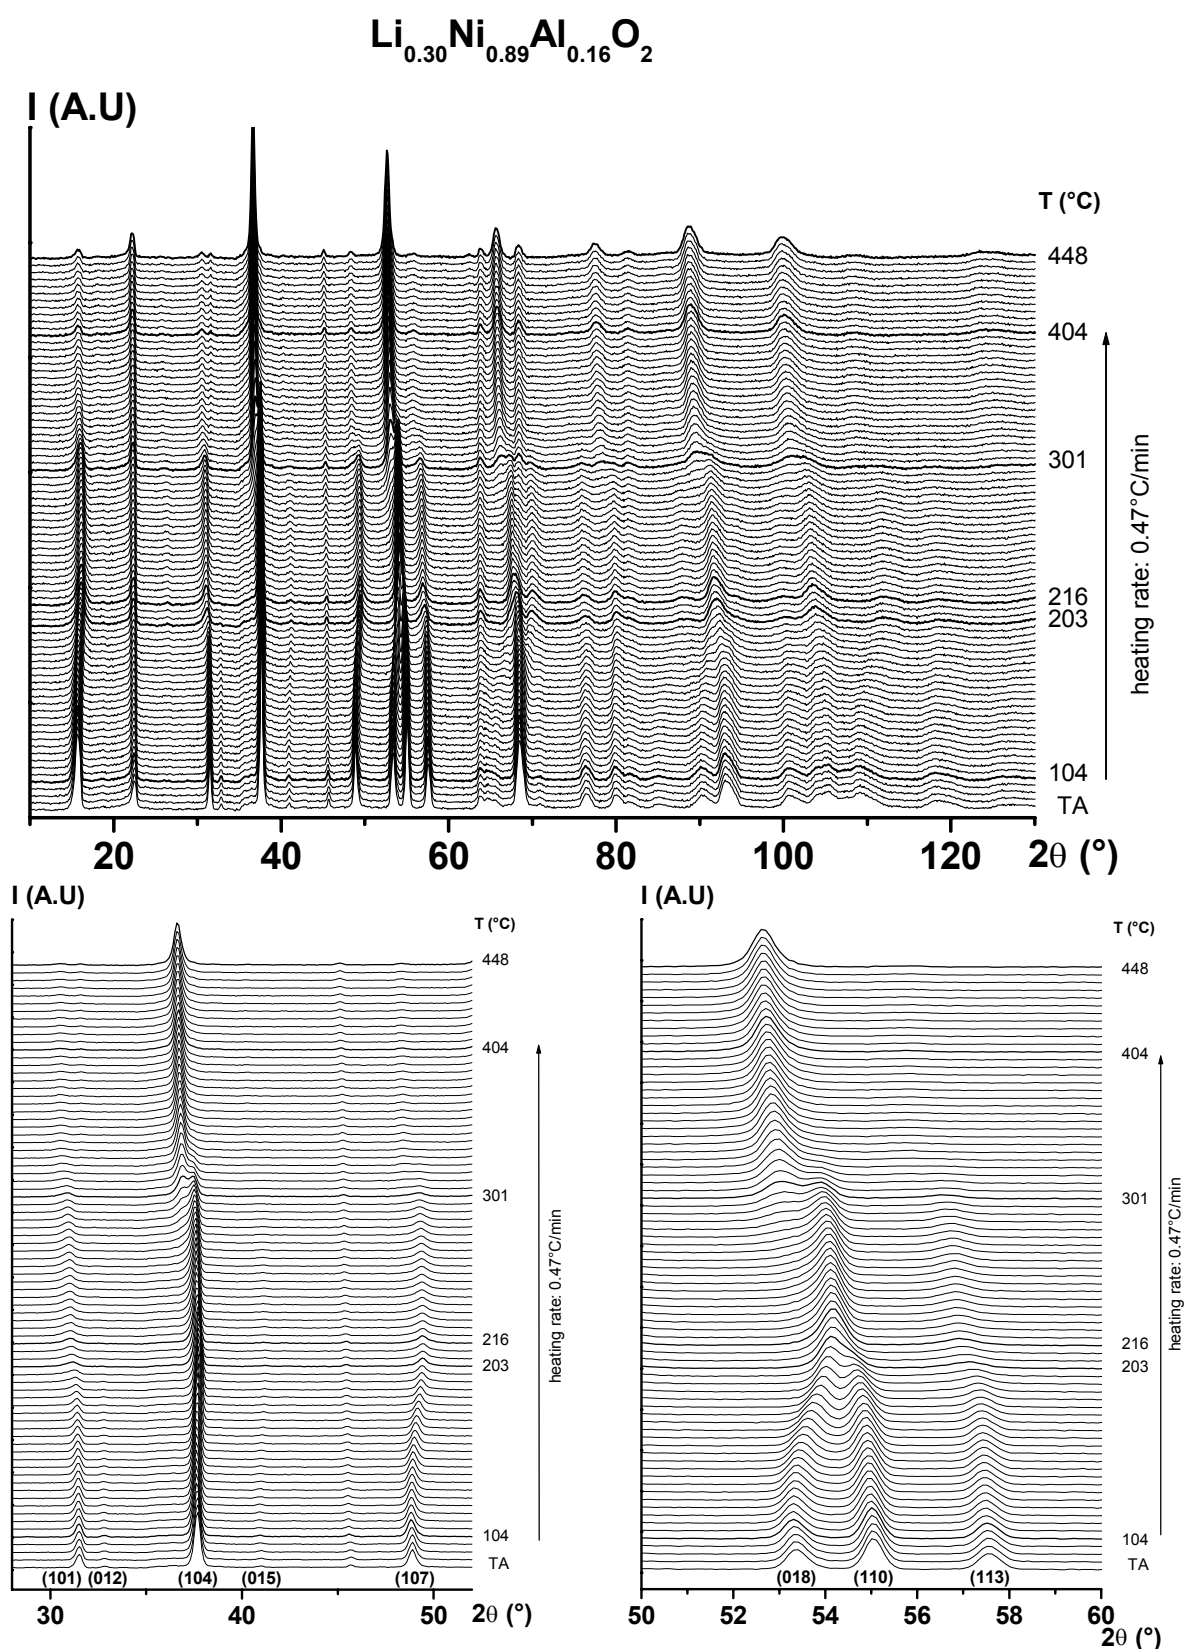 Li0.30Ni0.89Al0.16O2
I (A.U)
T (°C)
448
404
301
216
203
104
TA
heating rate: 0.47°C/min
20 40 60 80 100 120 2θ (°)
I (A.U)
T (°C)
448
404
301
216
203
104
TA
heating rate: 0.47°C/min
(101) (012) (104) (015) (107)
30 40 50 2θ (°)
I (A.U)
T (°C)
448
404
301
216
203
104
TA
heating rate: 0.47°C/min
(018) (110) (113)
50 52 54 56 58 60
2θ (°)